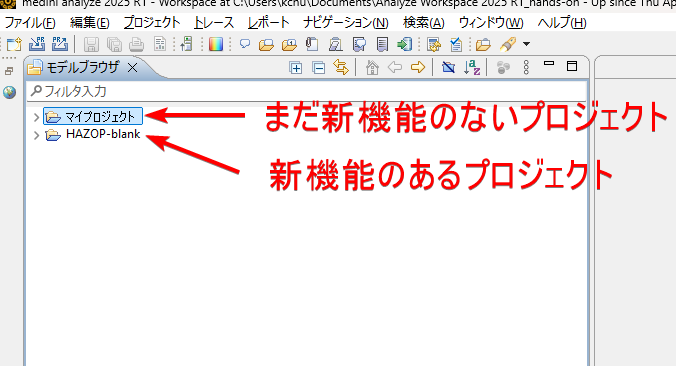 medini analyze 2025 R1 - Workspace at C:\Users\kchu\Documents\Analyze Workspace 2025 R1_hands-on - Up since Thu Ap
ファイル(F) 編集(E) プロジェクト トレース レポート ナビゲーション(N) 検索(A) ウィンドウ(W) ヘルプ(H)
モデルブラウザ
フィルタ入力
マイプロジェクト
まだ新機能のないプロジェクト
HAZOP-blank
新機能のあるプロジェクト